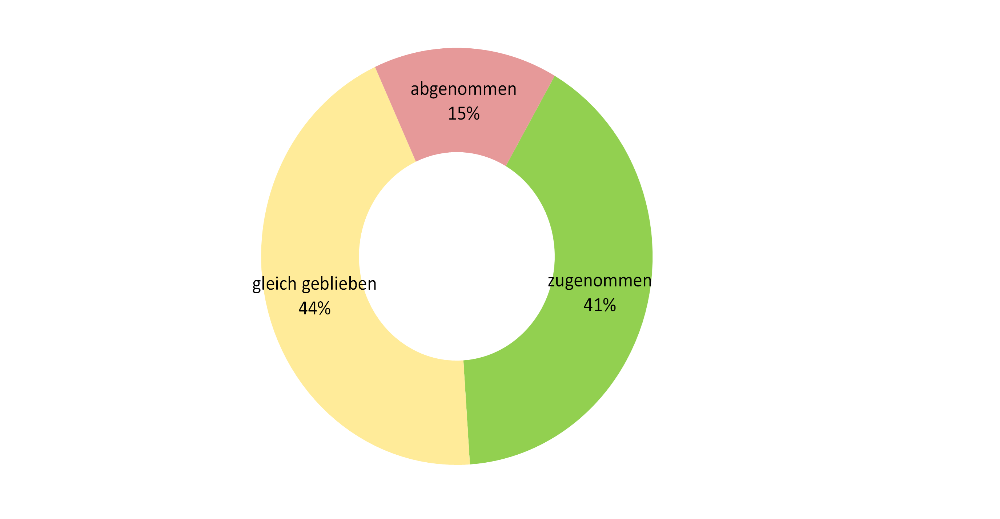 abgenommen
15%
gleich geblieben
44%
zugenommen
41%